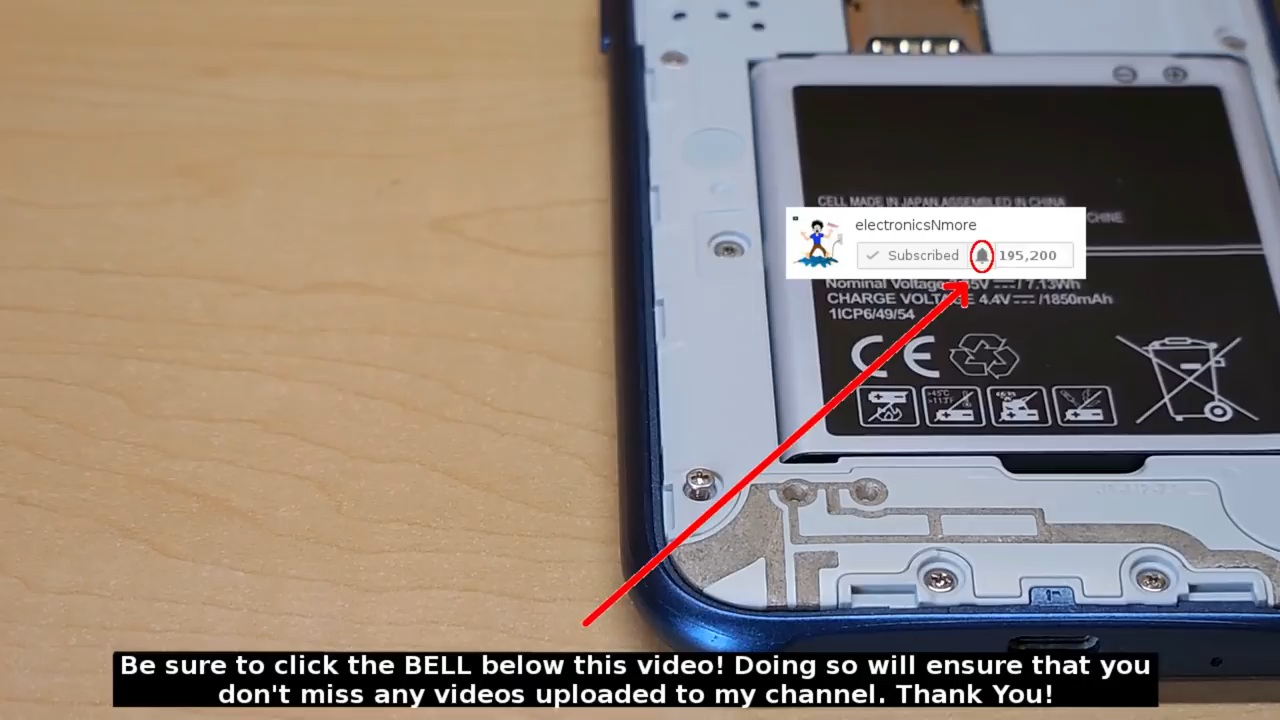 CELL MADE IN JAPAN ASSEMBLED IN CHINA
CHINE
electronicsNmore
Subscribed 195,200
Nominal Voltage 7.13Wh
CHARGE VOLTAGE 4.4V /1850mAh
1ICP6/49/54
CE
Be sure to click the BELL below this video! Doing so will ensure that you
don't miss any videos uploaded to my channel. Thank You!